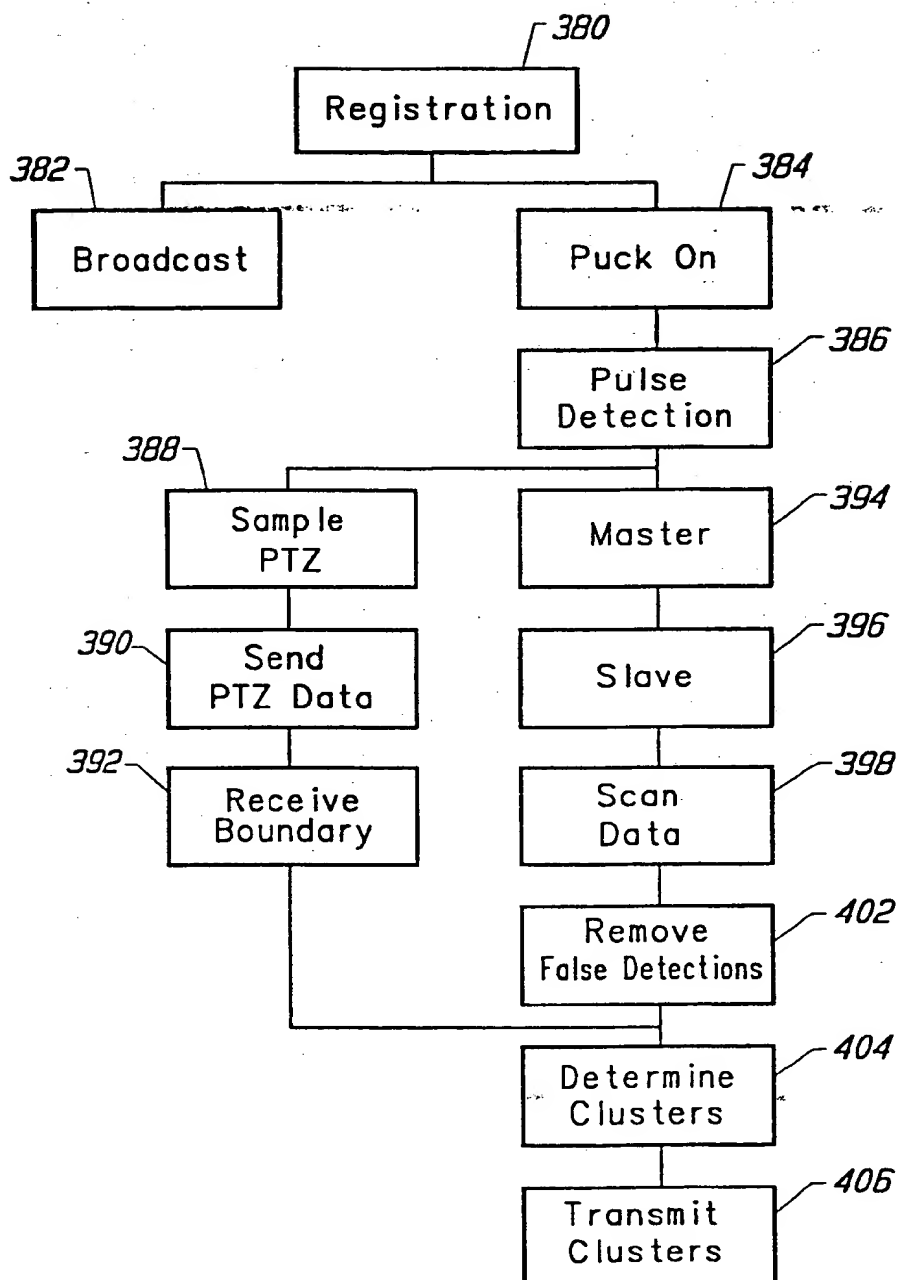 380
Registration
382
384
Broadcast
Puck On
386
Pulse
Detection
388
394
Sample
PTZ
Master
390
396
Send
PTZ Data
Slave
392
398
Receive
Boundary
Scan
Data
402
Remove
False Detections
404
Determine
Clusters
406
Transmit
Clusters